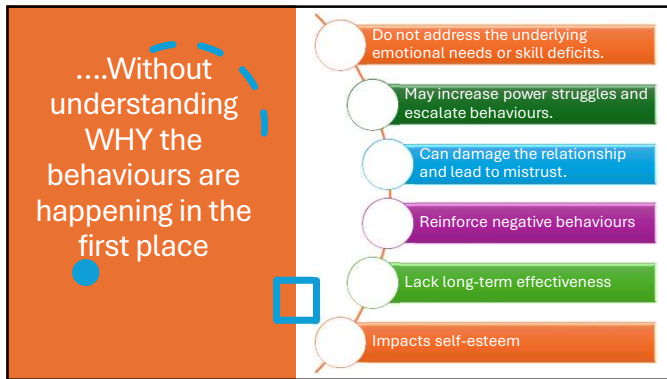 ....Without
understanding
WHY the
behaviours are
happening in the
first place
Do not address the underlying
emotional needs or skill deficits.
May increase power struggles and
escalate behaviours.
Can damage the relationship
and lead to mistrust.
Reinforce negative behaviours
Lack long-term effectiveness
Impacts self-esteem